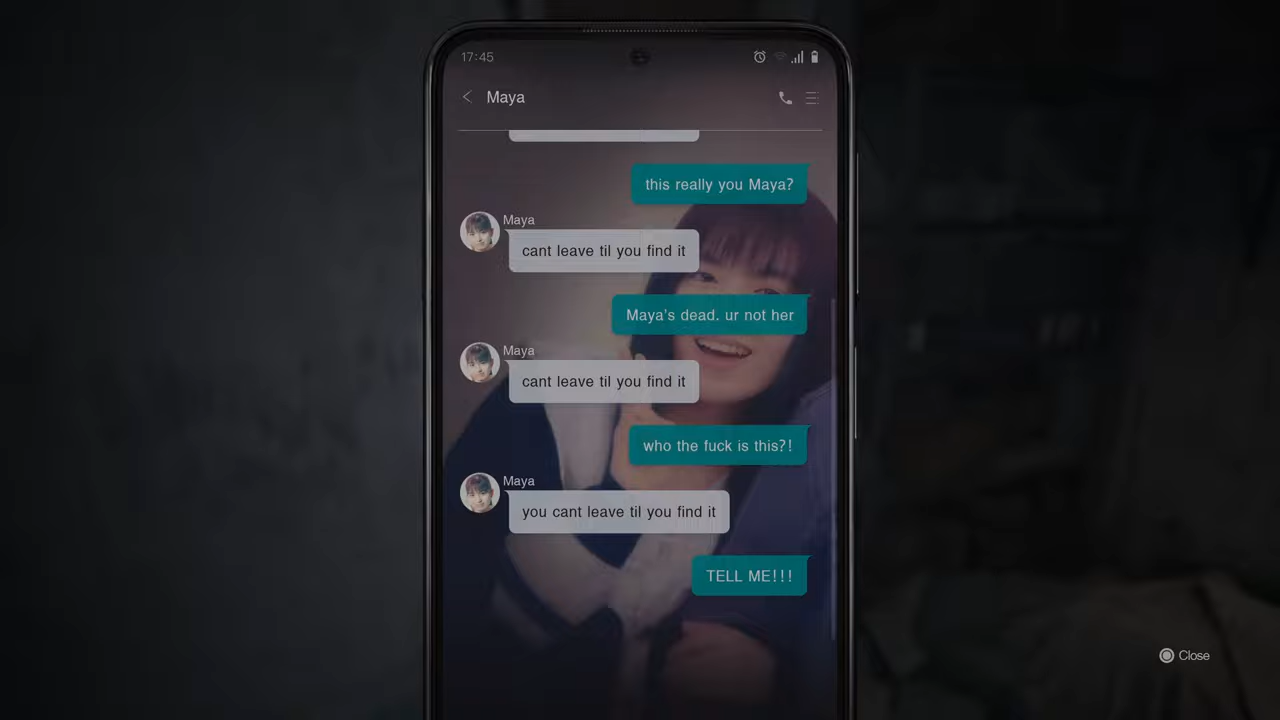 17:45
Maya
this really you Maya?
Maya
cant leave til you find it
Maya's dead. ur not her
Maya
cant leave til you find it
who the fuck is this?!
Maya
you cant leave til you find it
TELL ME!!!
Close